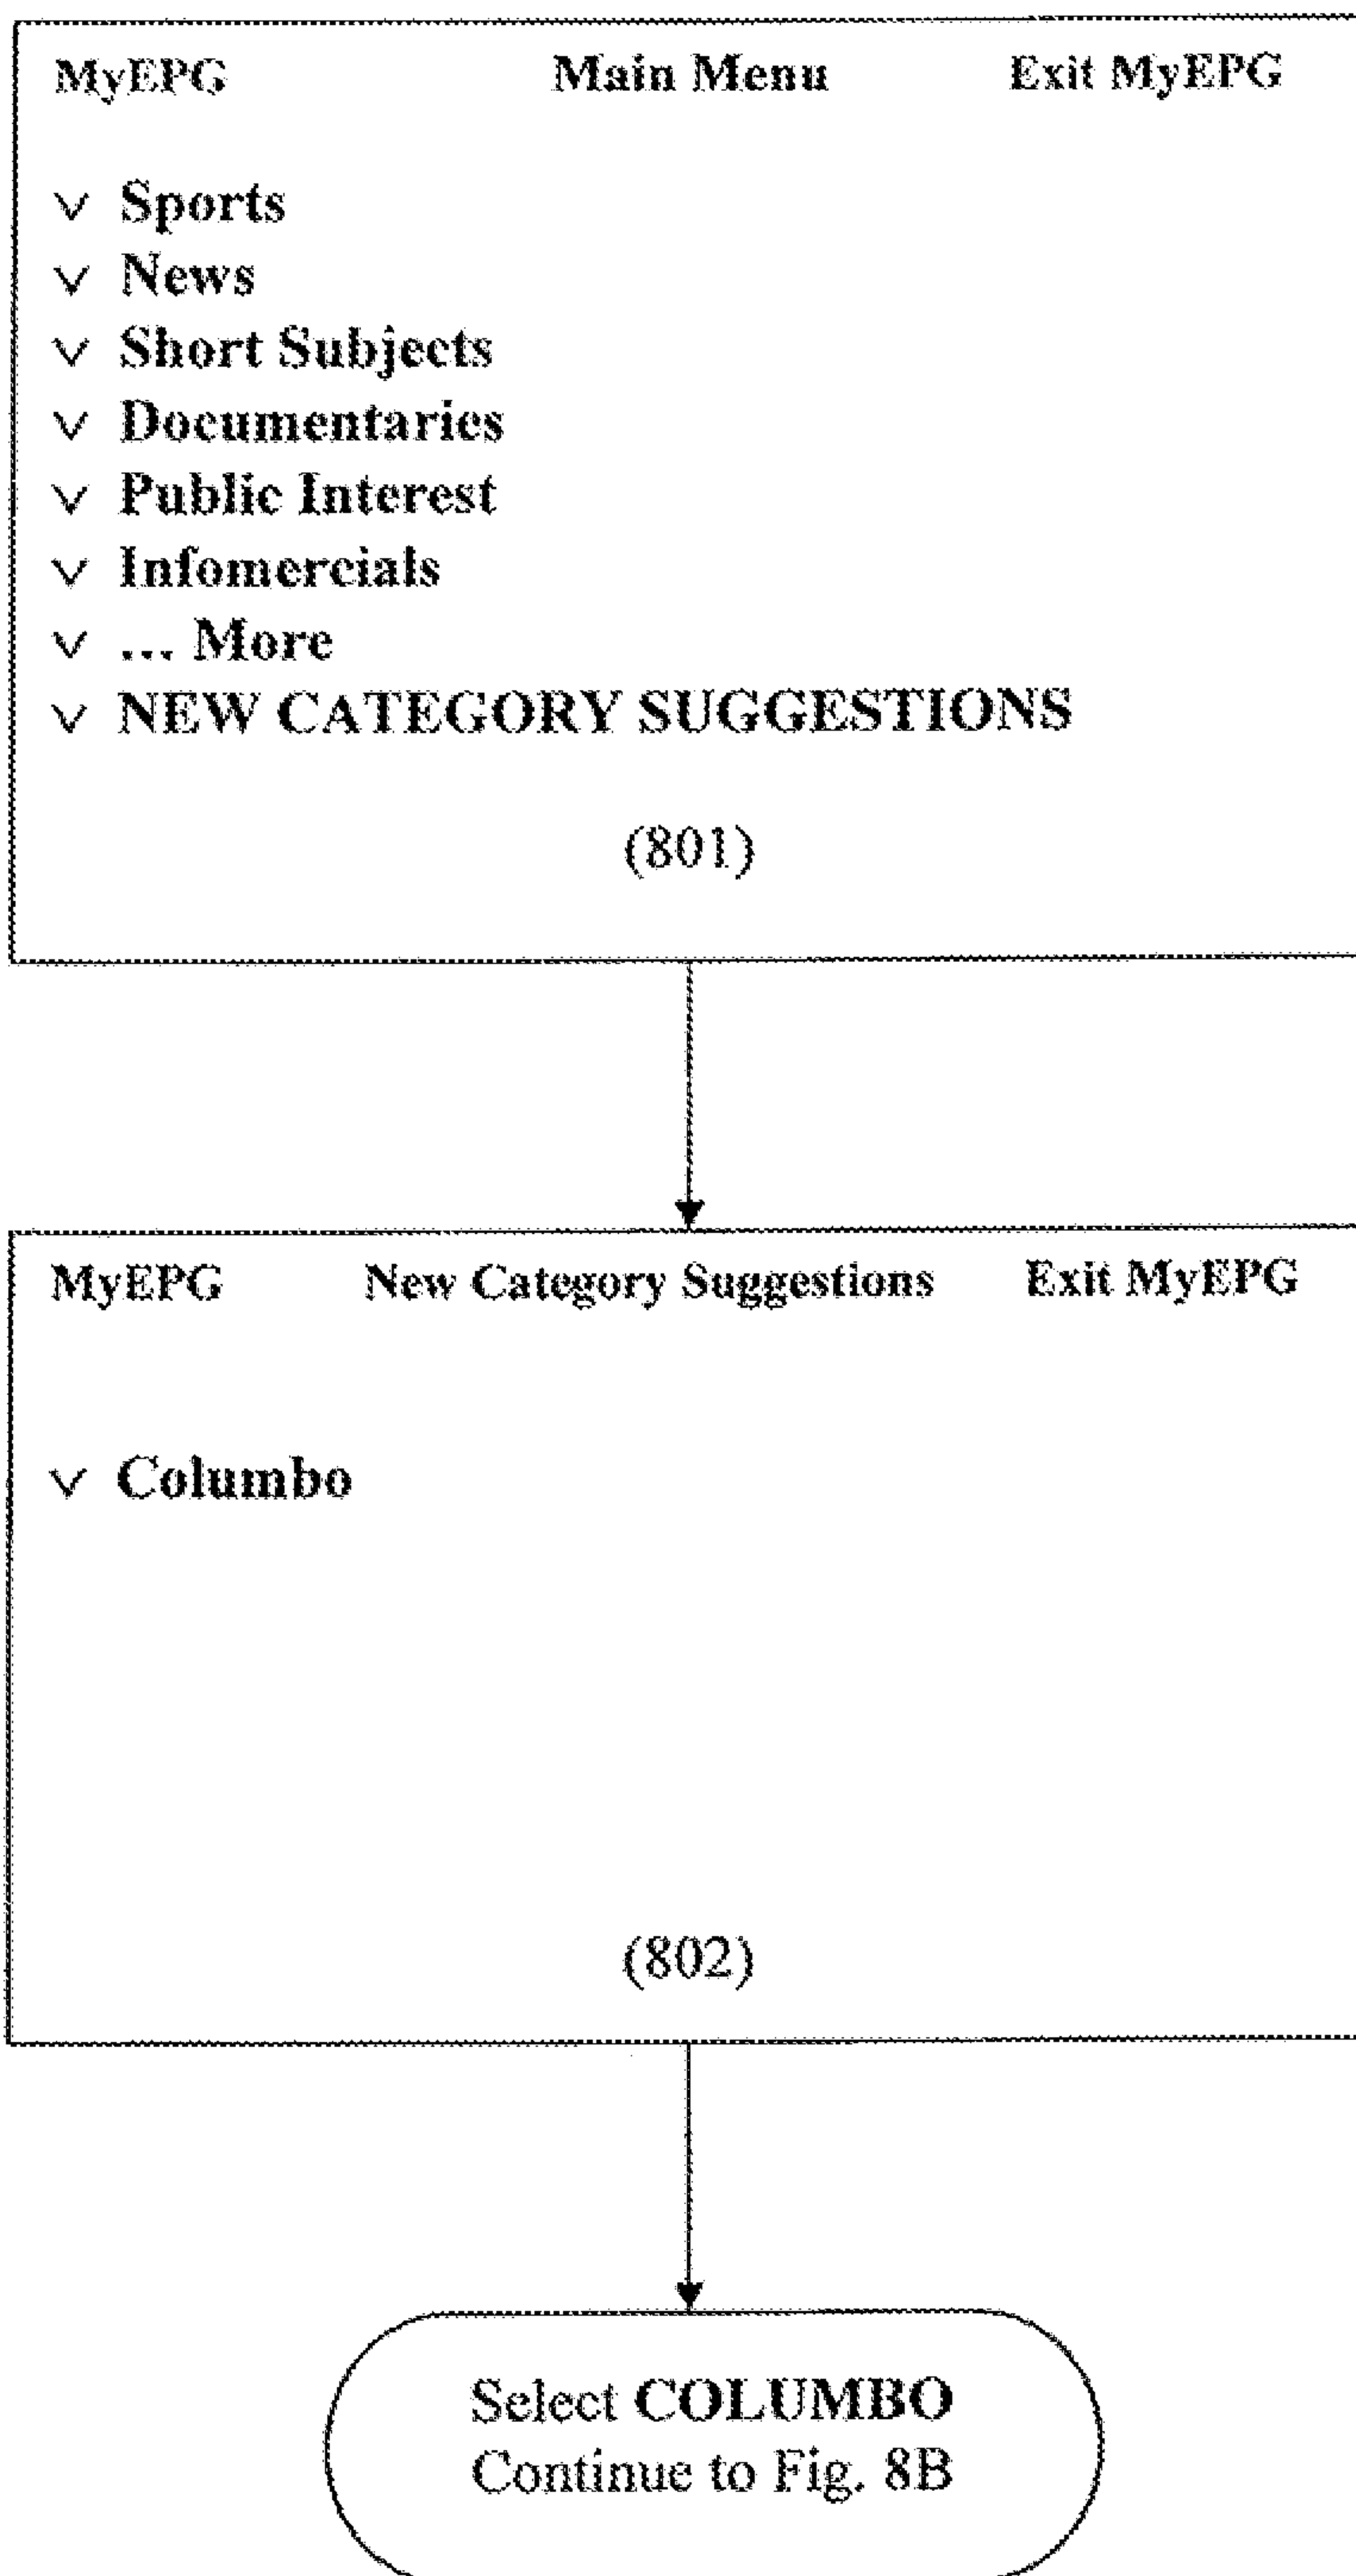 MyEPG Main Menu Exit MyEPG
∨ Sports
∨ News
∨ Short Subjects
∨ Documentaries
∨ Public Interest
∨ Infomercials
∨ ... More
∨ NEW CATEGORY SUGGESTIONS
(801)
MyEPG New Category Suggestions Exit MyEPG
∨ Columbo
(802)
Select COLUMBO
Continue to Fig. 8B